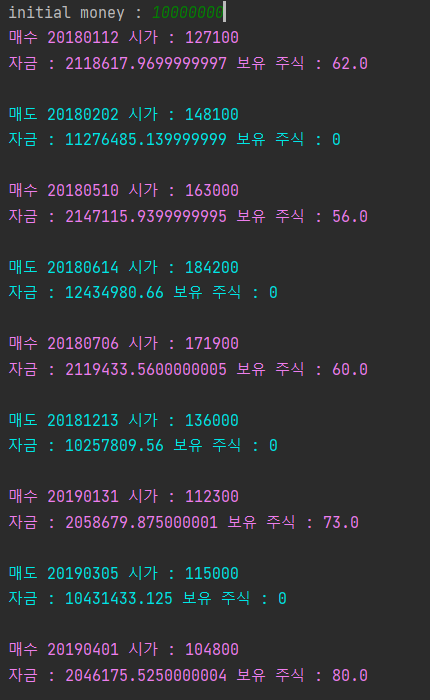 initial money : 10000000
매수 20180112 시가 : 127100
자금 : 2118617.9699999997 보유 주식 : 62.0
매도 20180202 시가 : 148100
자금 : 11276485.139999999 보유 주식 : 0
매수 20180510 시가 : 163000
자금 : 2147115.9399999995 보유 주식 : 56.0
매도 20180614 시가 : 184200
자금 : 12434980.66 보유 주식 : 0
매수 20180706 시가 : 171900
자금 : 2119433.5600000005 보유 주식 : 60.0
매도 20181213 시가 : 136000
자금 : 10257809.56 보유 주식 : 0
매수 20190131 시가 : 112300
자금 : 2058679.875000001 보유 주식 : 73.0
매도 20190305 시가 : 115000
자금 : 10431433.125 보유 주식 : 0
매수 20190401 시가 : 104800
자금 : 2046175.5250000004 보유 주식 : 80.0